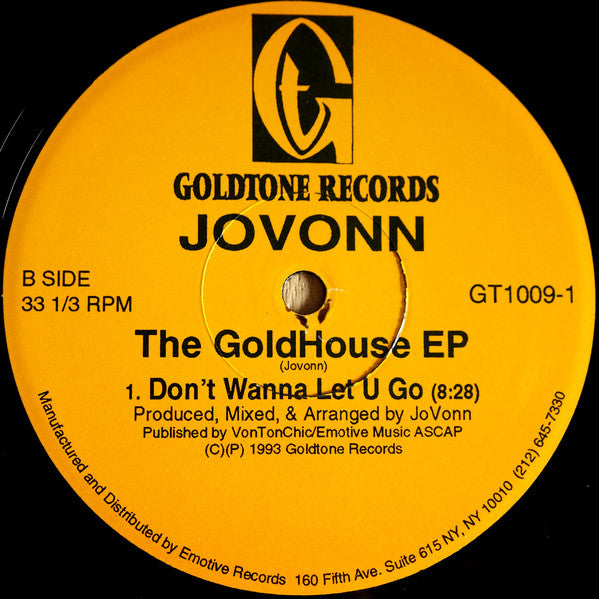 Gt
GOLDTONE RECORDS
JOVONN
B SIDE
33 1/3 RPM
GT1009-1
The GoldHouse EP
(Jovonn)
1. Don't Wanna Let U Go (8:28)
Produced, Mixed, & Arranged by JoVonn
Published by VonTonChic/Emotive Music ASCAP
(C)(P) 1993 Goldtone Records
Manufactured and Distributed by Emotive Records 160 Fifth Ave. Suite 615 NY, NY 10010 (212) 645-7330